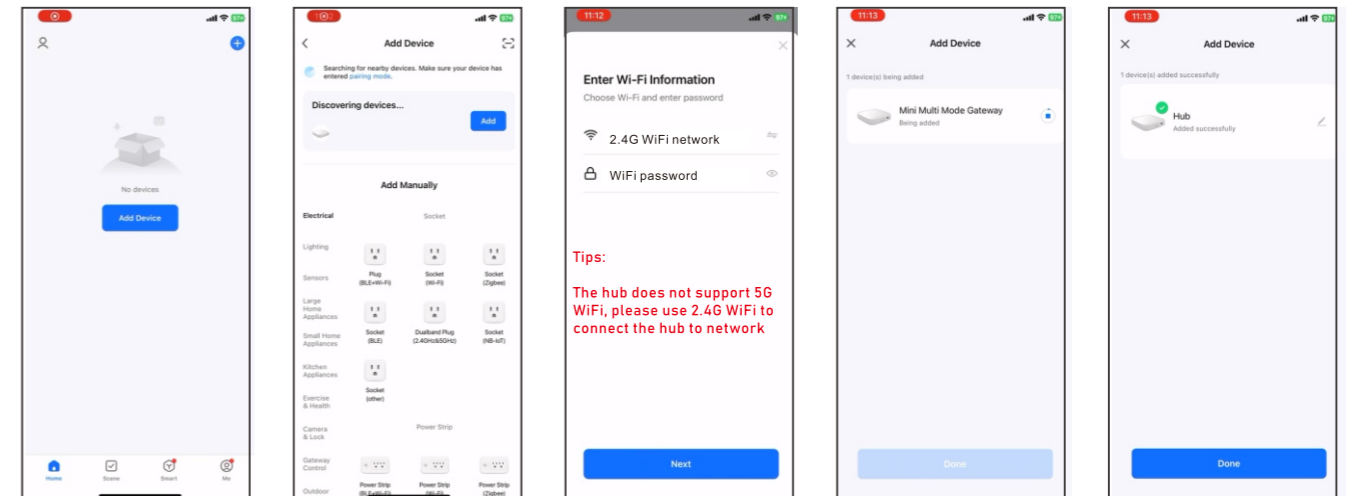 No devices
Add Device
Home
Scene
Smart
Me
Add Device
Searching for nearby devices. Make sure your device has
entered pairing mode.
Discovering devices...
Add
Add Manually
Electrical
Socket
Lighting
Plug
(BLE+Wi-Fi)
Socket
(Wi-Fi)
Socket
(Zigbee)
Sensors
Large
Home
Appliances
Socket
(BLE)
Dualband Plug
(2.4GHz&5GHz)
Socket
(NB-IoT)
Small Home
Appliances
Kitchen
Appliances
Socket
(other)
Exercise
& Health
Camera
& Lock
Power Strip
Gateway
Control
Power Strip
(BLE+Wi-Fi)
Power Strip
(Wi-Fi)
Power Strip
(Zigbee)
Outdoor
11:12
Enter Wi-Fi Information
Choose Wi-Fi and enter password
2.4G WiFi network
WiFi password
Tips:
The hub does not support 5G
WiFi, please use 2.4G WiFi to
connect the hub to network
Next
11:13
Add Device
1 device(s) being added
Mini Multi Mode Gateway
Being added
Done
11:13
Add Device
1 device(s) added successfully
Hub
Added successfully
Done